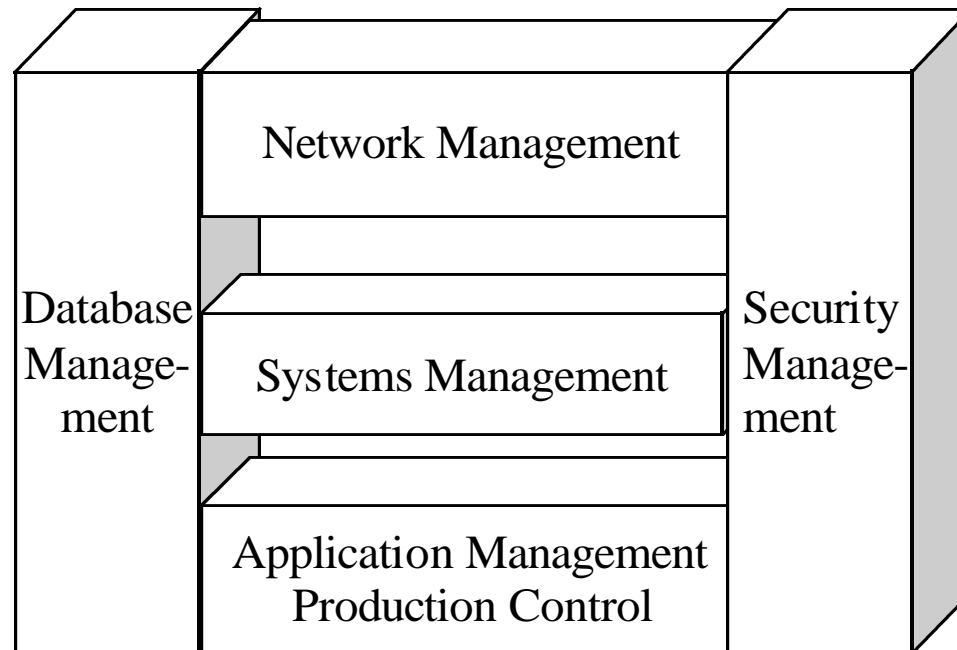 Network Management
Database
Manage-
ment
Systems Management
Security
Manage-
ment
Application Management
Production Control